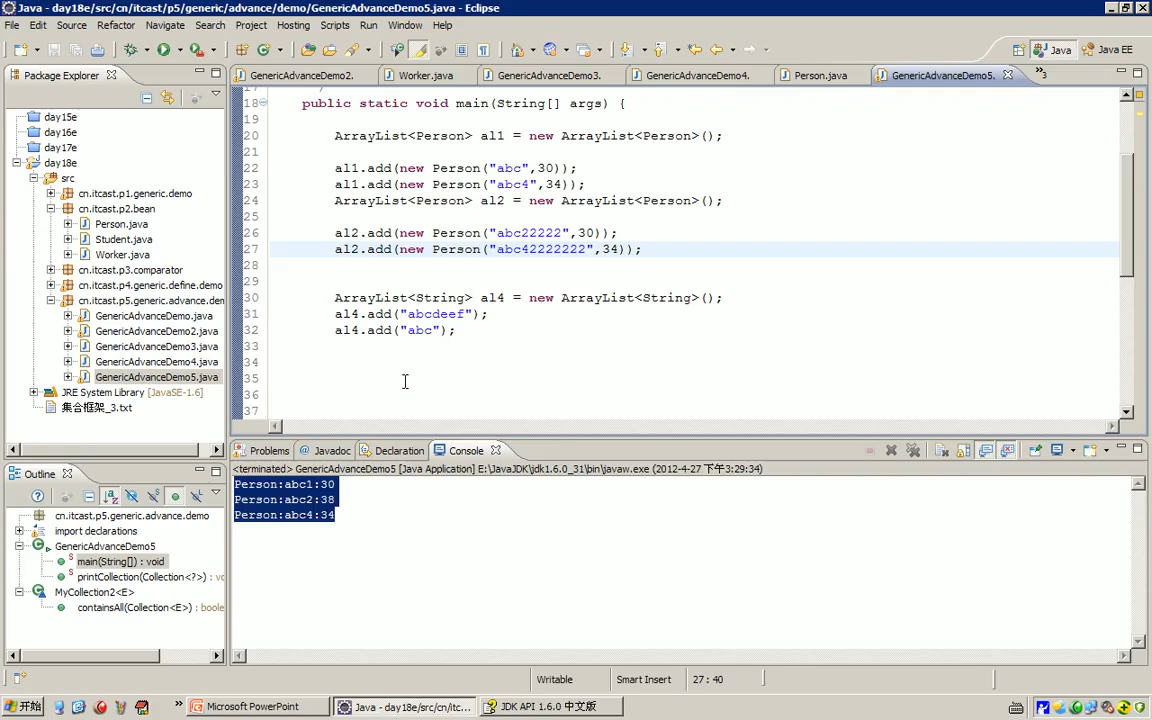 Java - day18e/src/cn/itcast/p5/generic/advance/demo/GenericAdvanceDemo5.java - Eclipse
File Edit Source Refactor Navigate Search Project Hosting Scripts Run Window Help
Java Java EE
Package Explorer
GenericAdvanceDemo2. Worker.java GenericAdvanceDemo3. GenericAdvanceDemo4. Person.java GenericAdvanceDemo5. »3
day15e
day16e
day17e
day18e
src
cn.itcast.p1.generic.demo
cn.itcast.p2.bean
Person.java
Student.java
Worker.java
cn.itcast.p3.comparator
cn.itcast.p4.generic.define.demo
cn.itcast.p5.generic.advance.den
GenericAdvanceDemo.java
GenericAdvanceDemo2.java
GenericAdvanceDemo3.java
GenericAdvanceDemo4.java
GenericAdvanceDemo5.java
JRE System Library [JavaSE-1.6]
集合框架_3.txt
17 */
18 public static void main(String[] args) {
19
20 ArrayList<Person> al1 = new ArrayList<Person>();
21
22 al1.add(new Person("abc",30));
23 al1.add(new Person("abc4",34));
24 ArrayList<Person> al2 = new ArrayList<Person>();
25
26 al2.add(new Person("abc22222",30));
27 al2.add(new Person("abc42222222",34));
28
29
30 ArrayList<String> al4 = new ArrayList<String>();
31 al4.add("abcdeef");
32 al4.add("abc");
33
34
35
36
37
Outline
cn.itcast.p5.generic.advance.demo
import declarations
GenericAdvanceDemo5
main(String[]) : void
printCollection(Collection<?>) : vo
MyCollection2<E>
containsAll(Collection<E>) : boole
Problems Javadoc Declaration Console
<terminated> GenericAdvanceDemo5 [Java Application] E:\JavaJDK\jdk1.6.0_31\bin\javaw.exe (2012-4-27 下午3:29:34)
Person:abc1:30
Person:abc2:38
Person:abc4:34
Writable Smart Insert 27 : 40
开始 » Microsoft PowerPoint Java - day18e/src/cn/itc... JDK API 1.6.0 中文版